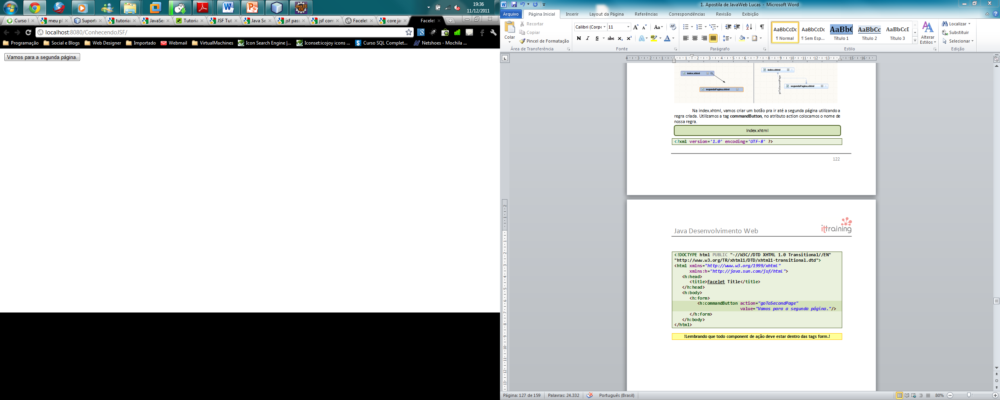 19:36
11/12/2011
Curso E
meu pl
Suport
tutoriai
JavaSer
Tutoria
JSF Tut
Java Se
jsf pass
jsf com
Facelet
core ja
Facelet
localhost:8080/ConhecendoJSF/
Programação
Social e Blogs
Web Designer
Importado
Webmail
VirtualMachines
Icon Search Engine |...
Iconset:icojoy icons ...
Curso SQL Complet...
Netshoes - Mochila ...
Vamos para a segunda página.
1. Apostila de JavaWeb Lucas - Microsoft Word
Arquivo
Página Inicial
Inserir
Layout da Página
Referências
Correspondências
Revisão
Exibição
Colar
Recortar
Copiar
Pincel de Formatação
Área de Transferência
Calibri (Corpo
11
Fonte
Parágrafo
AaBbCcDc
¶ Normal
AaBbCcDc
¶ Sem Esp...
AaBbC
Título 1
AaBbCc
Título 2
AaBbCcI
Título 3
Alterar
Estilos
Estilo
Localizar
Substituir
Selecionar
Edição
index.xhtml
segundaPagina.xhtml
index.xhtml
goToSecondPage
segundaPagina.xhtml
Na index.xhtml, vamos criar um botão pra ir até a segunda página utilizando a
regra criada. Utilizamos a tag commandButton, no atributo action colocamos o nome de
nossa regra.
Index.xhtml
<?xml version='1.0' encoding='UTF-8' ?>
122
Java Desenvolvimento Web
ittraining
<!DOCTYPE html PUBLIC "-//W3C//DTD XHTML 1.0 Transitional//EN"
"http://www.w3.org/TR/xhtml1/DTD/xhtml1-transitional.dtd">
<html xmlns="http://www.w3.org/1999/xhtml"
xmlns:h="http://java.sun.com/jsf/html">
<h:head>
<title>Facelet Title</title>
</h:head>
<h:body>
<h:form>
<h:commandButton action="goToSecondPage"
value="Vamos para a segunda página."/>
</h:form>
</h:body>
</html>
!Lembrando que todo component de ação deve estar dentro das tags form.!
Página: 127 de 159
Palavras: 24.332
Português (Brasil)
80%